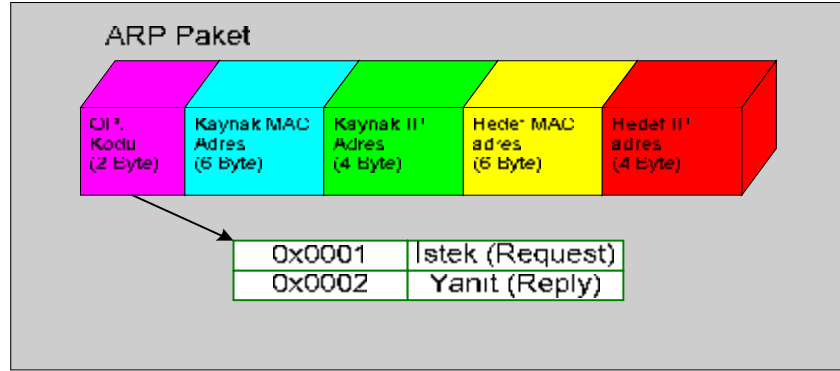 ARP Paket
OP.
Kodu
(2 Byte)
Kaynak MAC
Adres
(6 Byte)
Kaynak IP
Adres
(4 Byte)
Hedef MAC
adres
(6 Byte)
Hedef IP
adres
(4 Byte)
0x0001 Istek (Request)
0x0002 Yanıt (Reply)